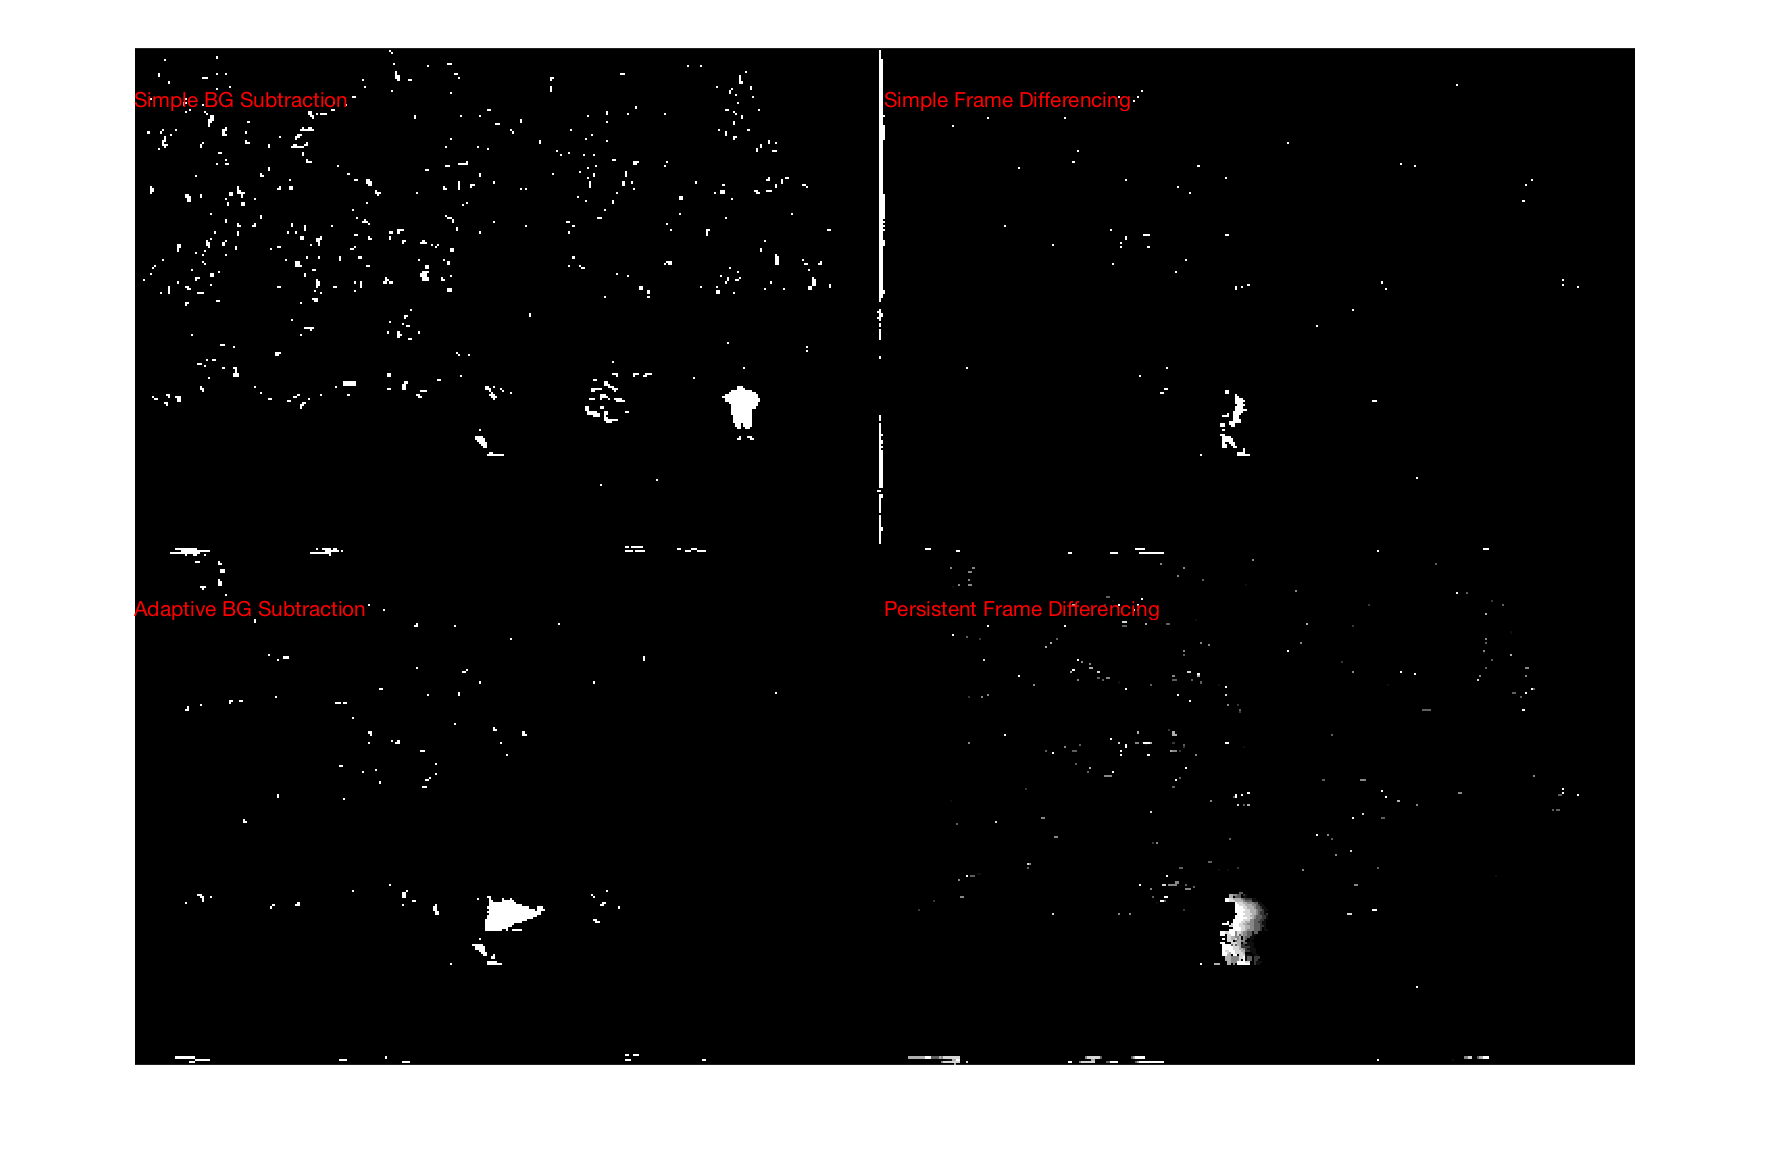 Simple BG Subtraction
Simple Frame Differencing
Adaptive BG Subtraction
Persistent Frame Differencing